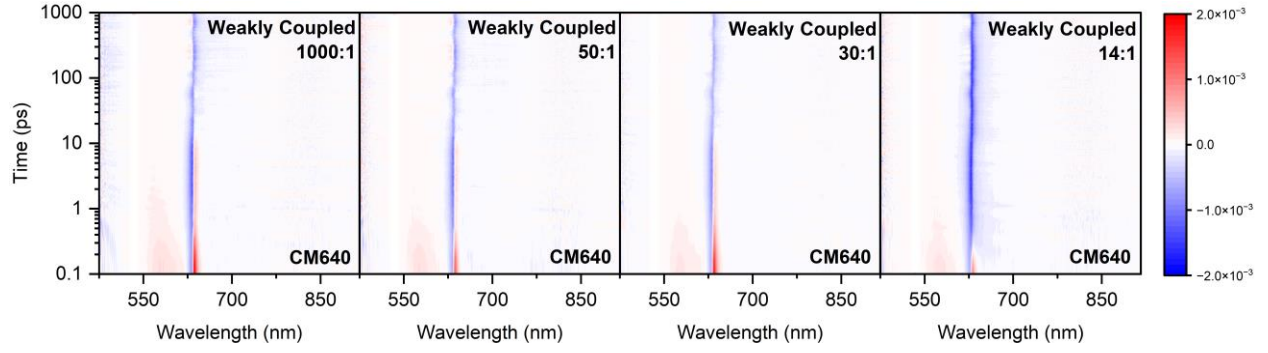 1000
100
10
1
0.1
Time (ps)
Weakly Coupled
1000:1
CM640
550 700 850
Wavelength (nm)
Weakly Coupled
50:1
CM640
550 700 850
Wavelength (nm)
Weakly Coupled
30:1
CM640
550 700 850
Wavelength (nm)
Weakly Coupled
14:1
CM640
550 700 850
Wavelength (nm)
2.0×10⁻³
1.0×10⁻³
0.0
−1.0×10⁻³
−2.0×10⁻³